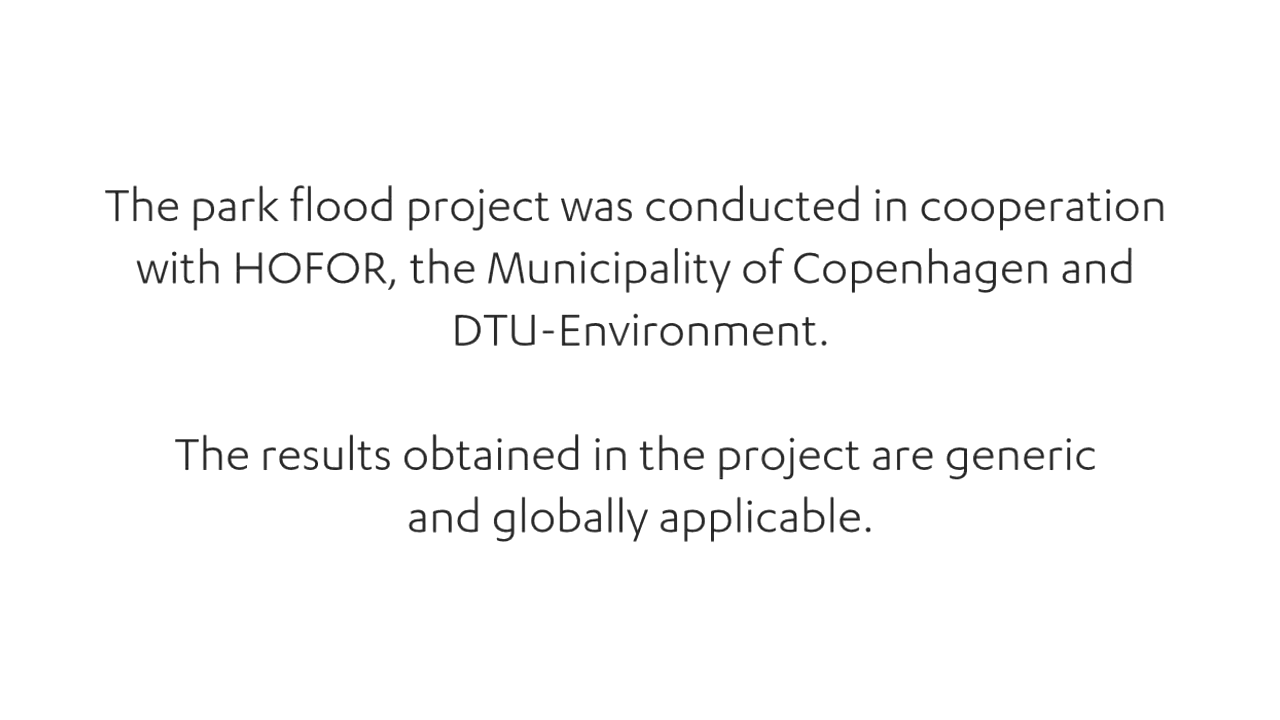 The park flood project was conducted in cooperation
with HOFOR, the Municipality of Copenhagen and
DTU-Environment.
The results obtained in the project are generic
and globally applicable.